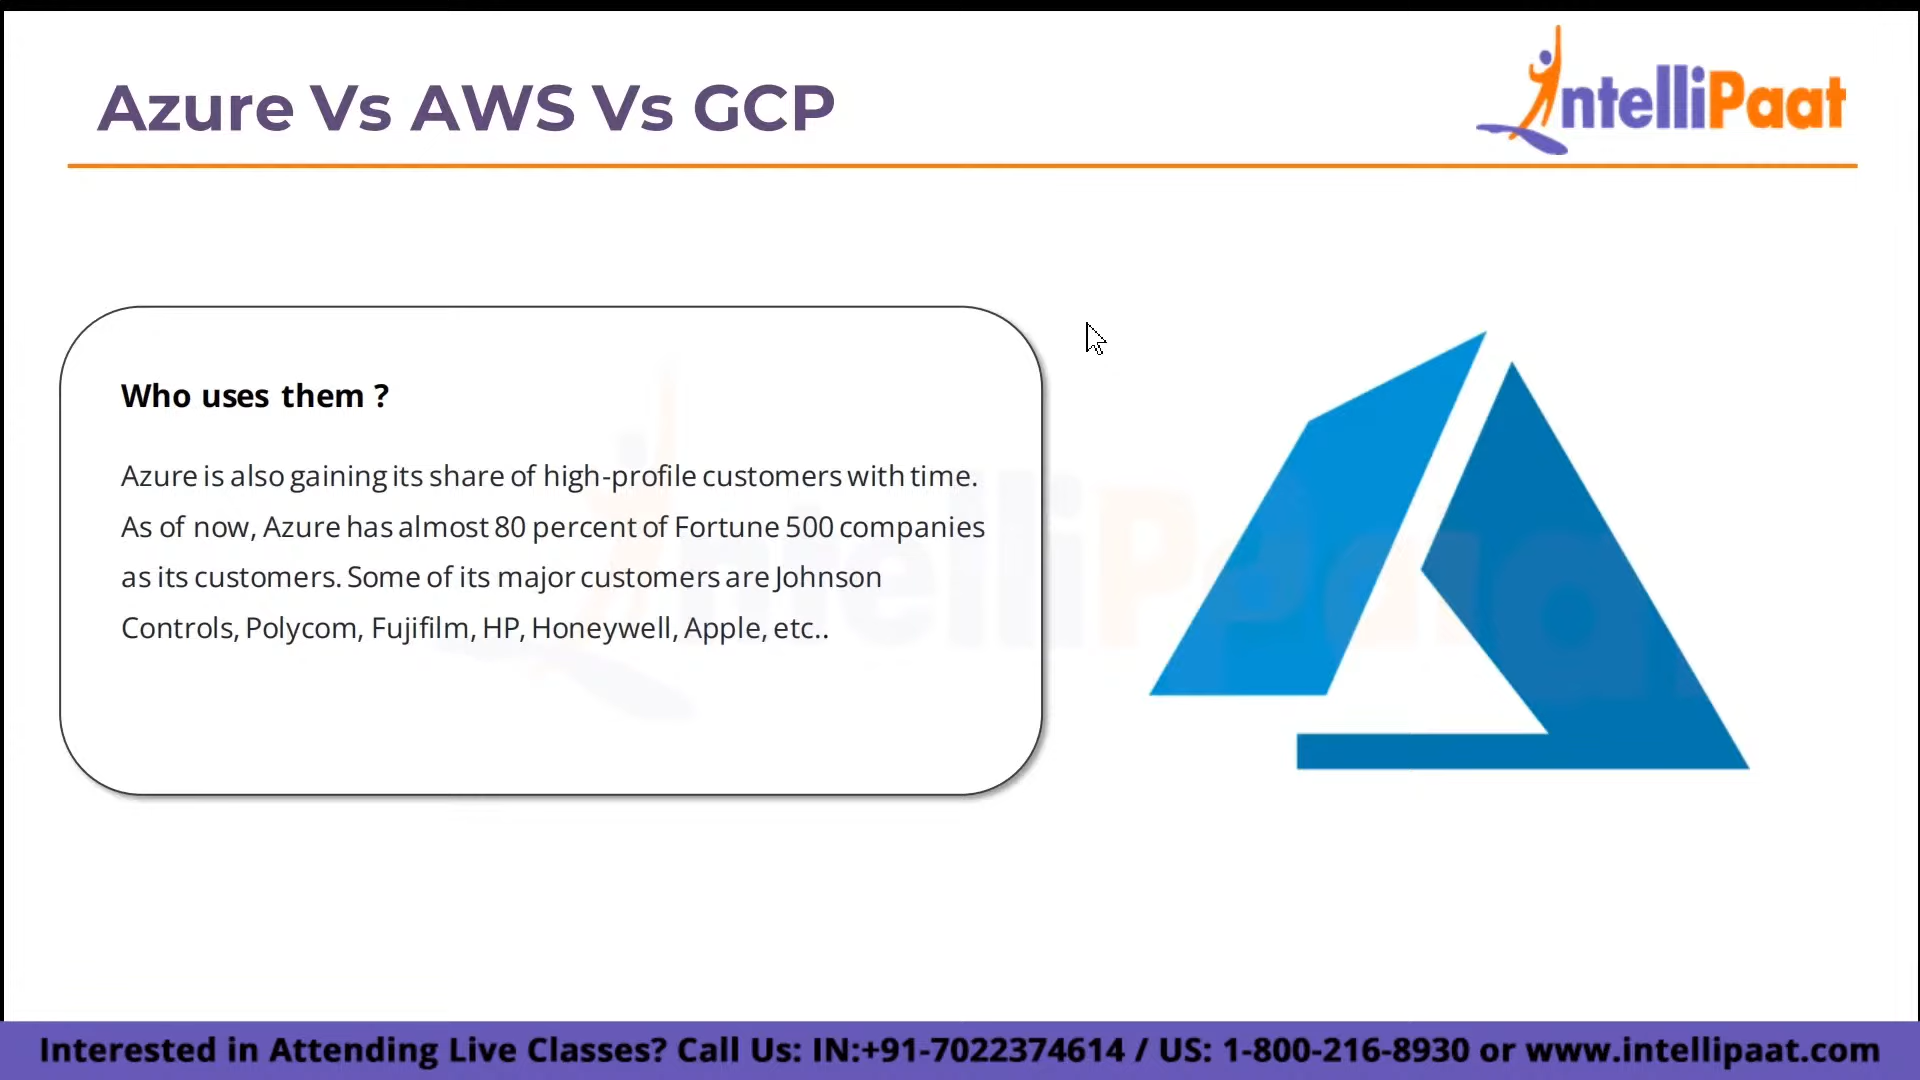 Azure Vs AWS Vs GCP
IntelliPaat
Who uses them ?
Azure is also gaining its share of high-profile customers with time.
As of now, Azure has almost 80 percent of Fortune 500 companies
as its customers. Some of its major customers are Johnson
Controls, Polycom, Fujifilm, HP, Honeywell, Apple, etc..
IntelliPaat
Interested in Attending Live Classes? Call Us: IN:+91-7022374614 / US: 1-800-216-8930 or www.intellipaat.com